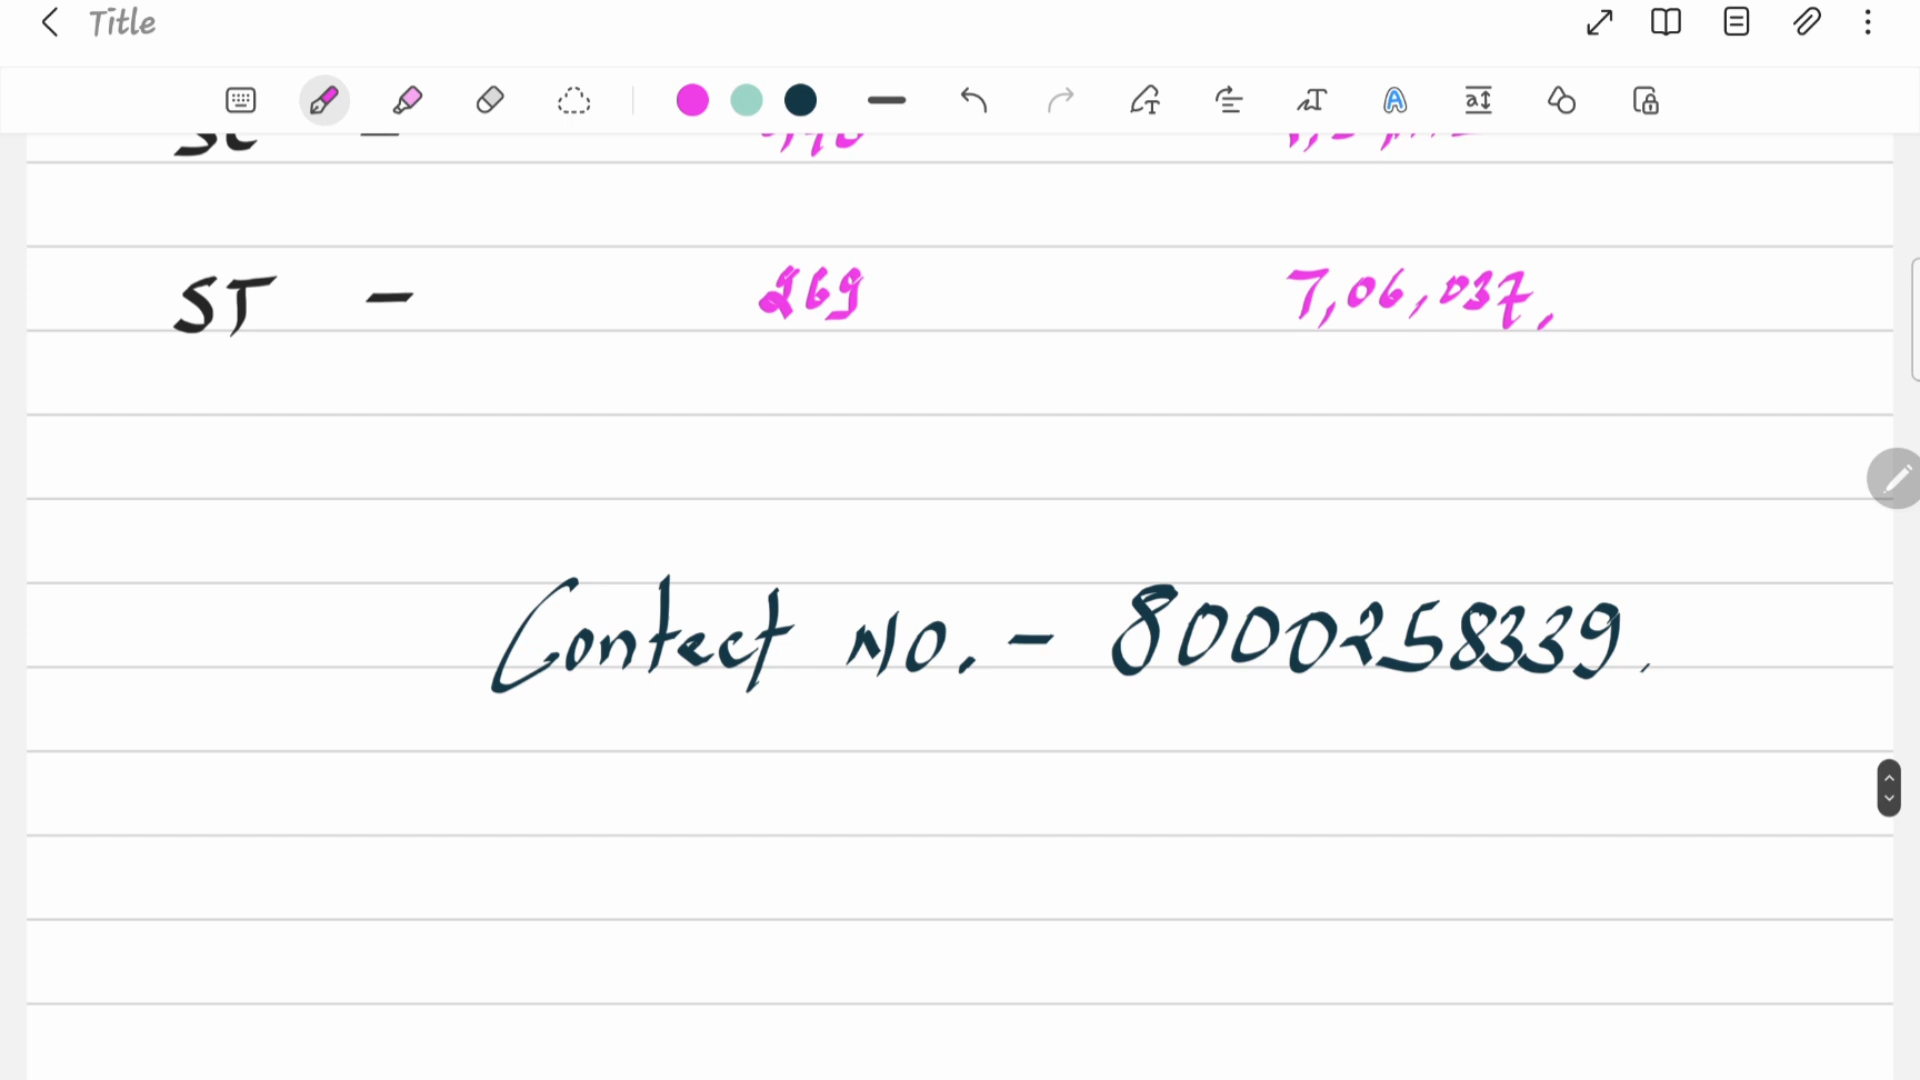 Title
ST - 269 7,06,037.
Contect No. - 8000258339.